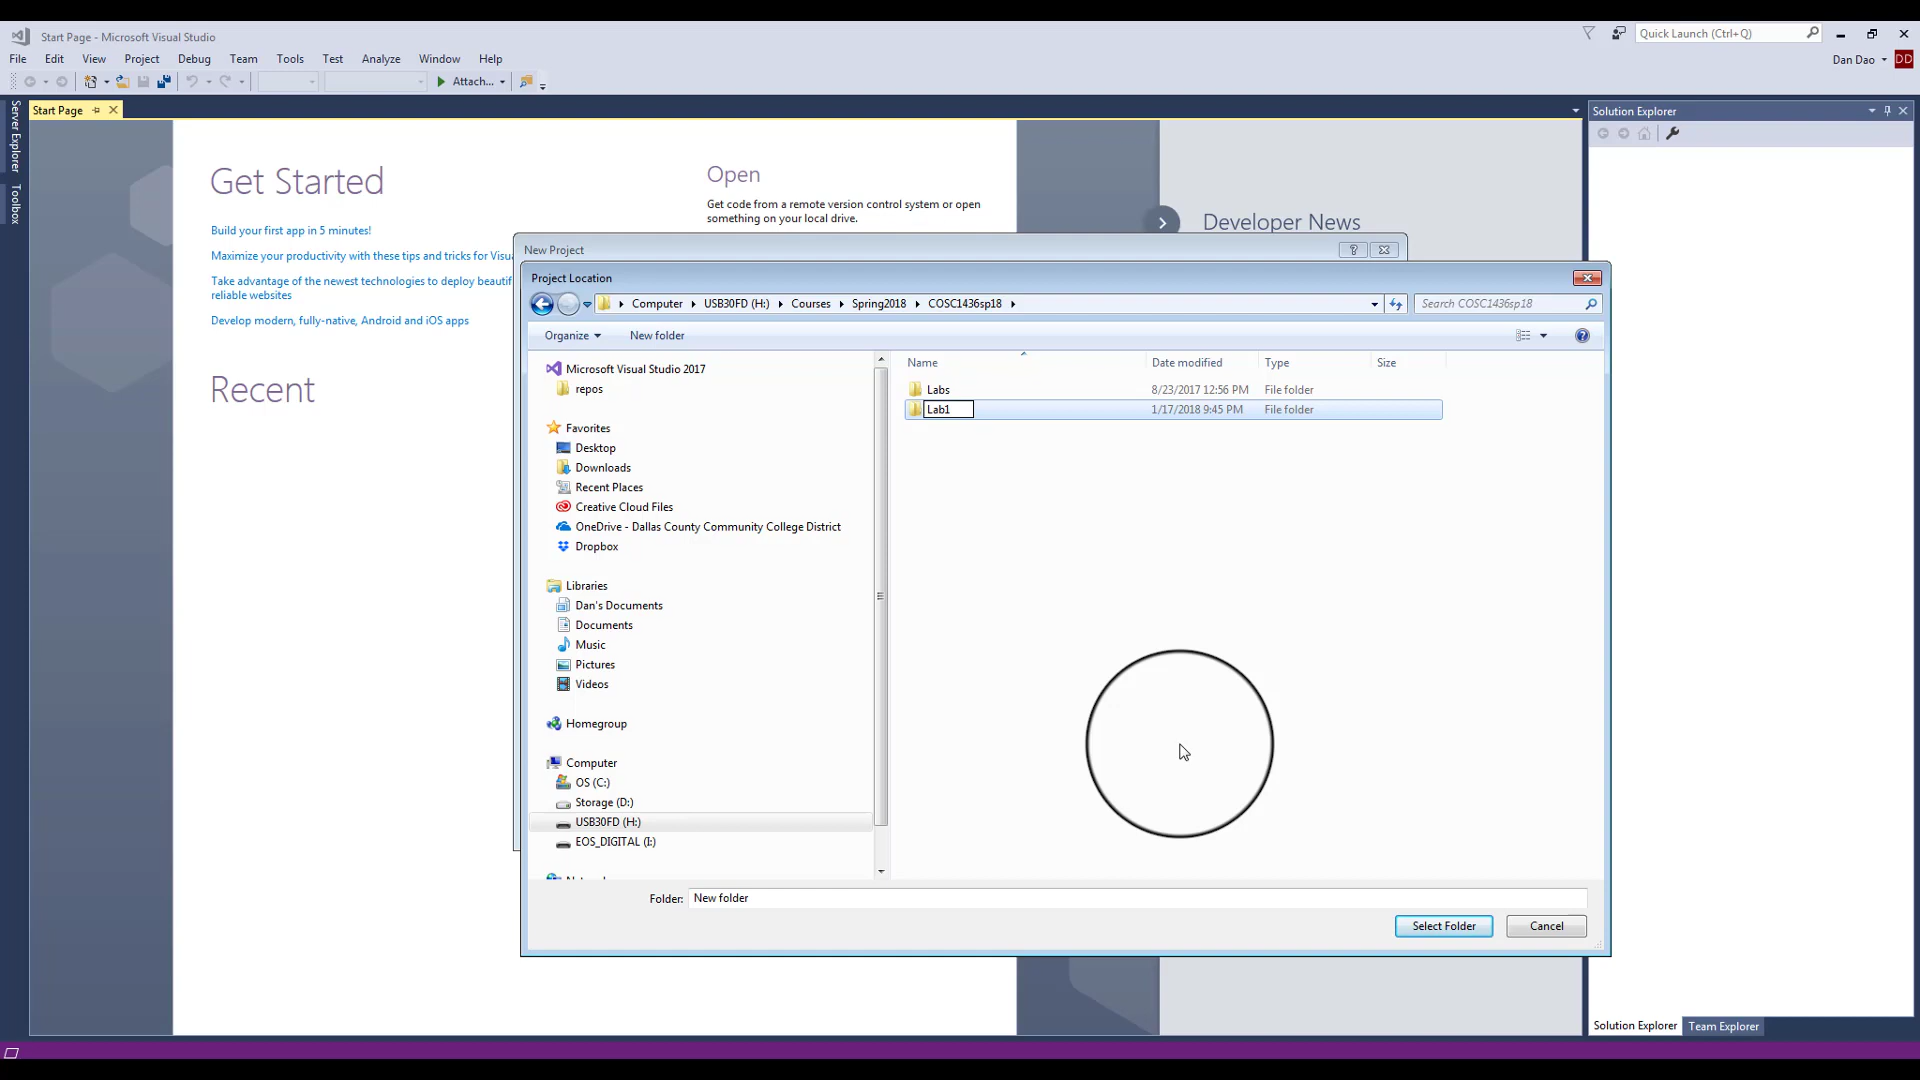 Start Page - Microsoft Visual Studio
Quick Launch (Ctrl+Q)
File Edit View Project Debug Team Tools Test Analyze Window Help
Dan Dao DD
Attach...
Server Explorer
Toolbox
Start Page
Solution Explorer
Get Started
Build your first app in 5 minutes!
Maximize your productivity with these tips and tricks for Visu
Take advantage of the newest technologies to deploy beautif
reliable websites
Develop modern, fully-native, Android and iOS apps
Recent
Open
Get code from a remote version control system or open
something on your local drive.
Developer News
New Project
Project Location
Computer USB30FD (H:) Courses Spring2018 COSC1436sp18
Search COSC1436sp18
Organize New folder
Microsoft Visual Studio 2017
repos
Favorites
Desktop
Downloads
Recent Places
Creative Cloud Files
OneDrive - Dallas County Community College District
Dropbox
Libraries
Dan's Documents
Documents
Music
Pictures
Videos
Homegroup
Computer
OS (C:)
Storage (D:)
USB30FD (H:)
EOS_DIGITAL (I:)
Name Date modified Type Size
Labs 8/23/2017 12:56 PM File folder
Lab1 1/17/2018 9:45 PM File folder
Folder: New folder
Select Folder Cancel
Solution Explorer Team Explorer